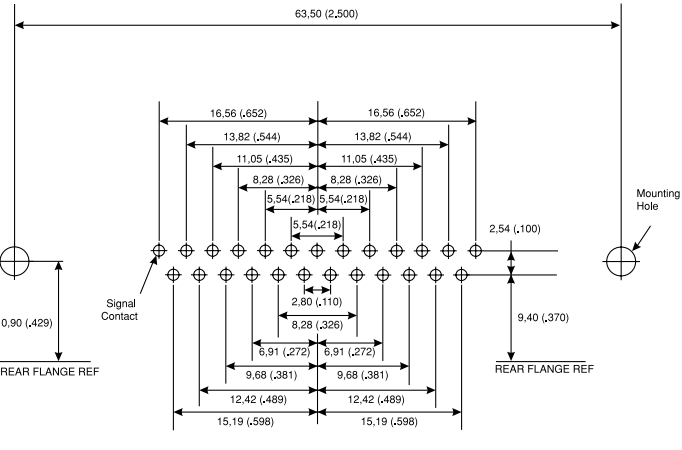 63,50 (2.500)
16,56 (.652) 16,56 (.652)
13,82 (.544) 13,82 (.544)
11,05 (.435) 11,05 (.435)
8,28 (.326) 8,28 (.326)
5,54(.218) 5,54(.218)
5,54(.218)
Mounting
Hole
2,54 (.100)
Signal
Contact
2,80 (.110)
0,90 (.429)
8,28 (.326)
9,40 (.370)
6,91 (.272) 6,91 (.272)
REAR FLANGE REF REAR FLANGE REF
9,68 (.381) 9,68 (.381)
12,42 (.489) 12,42 (.489)
15,19 (.598) 15,19 (.598)